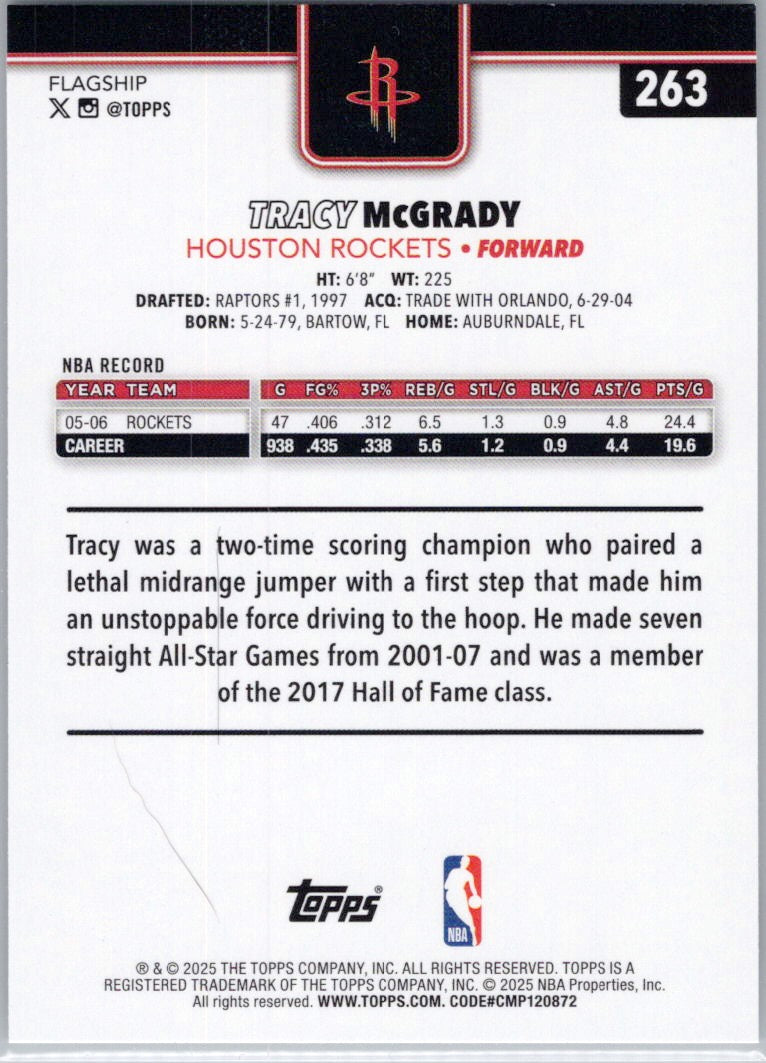 FLAGSHIP
X @TOPPS
263
R
TRACY McGRADY
HOUSTON ROCKETS • FORWARD
HT: 6'8" WT: 225
DRAFTED: RAPTORS #1, 1997 ACQ: TRADE WITH ORLANDO, 6-29-04
BORN: 5-24-79, BARTOW, FL HOME: AUBURNDALE, FL
NBA RECORD
YEAR TEAM G FG% 3P% REB/G STL/G BLK/G AST/G PTS/G
05-06 ROCKETS 47 .406 .312 6.5 1.3 0.9 4.8 24.4
CAREER 938 .435 .338 5.6 1.2 0.9 4.4 19.6
Tracy was a two-time scoring champion who paired a
lethal midrange jumper with a first step that made him
an unstoppable force driving to the hoop. He made seven
straight All-Star Games from 2001-07 and was a member
of the 2017 Hall of Fame class.
topps®
NBA
® & © 2025 THE TOPPS COMPANY, INC. ALL RIGHTS RESERVED. TOPPS IS A
REGISTERED TRADEMARK OF THE TOPPS COMPANY, INC. © 2025 NBA Properties, Inc.
All rights reserved. WWW.TOPPS.COM. CODE#CMP120872